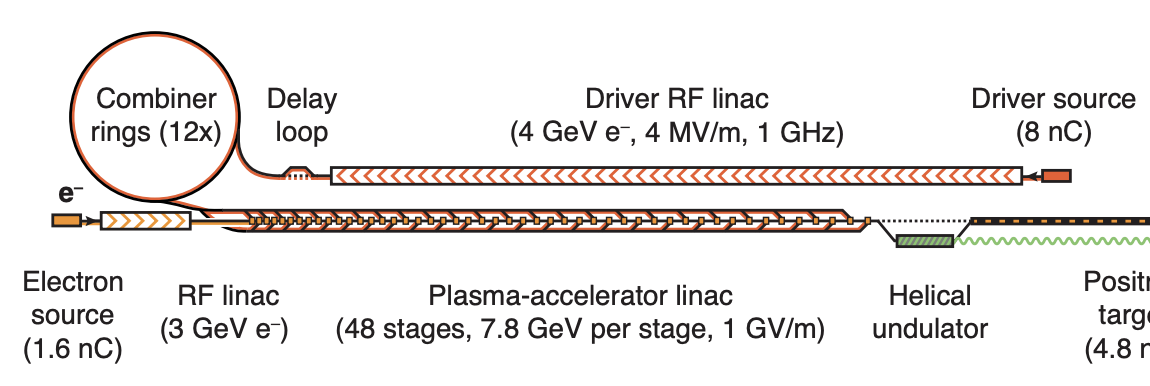 Combiner
rings (12x)
Delay
loop
Driver RF linac
(4 GeV e⁻, 4 MV/m, 1 GHz)
Driver source
(8 nC)
e⁻
Electron
source
(1.6 nC)
RF linac
(3 GeV e⁻)
Plasma-accelerator linac
(48 stages, 7.8 GeV per stage, 1 GV/m)
Helical
undulator
(4.8